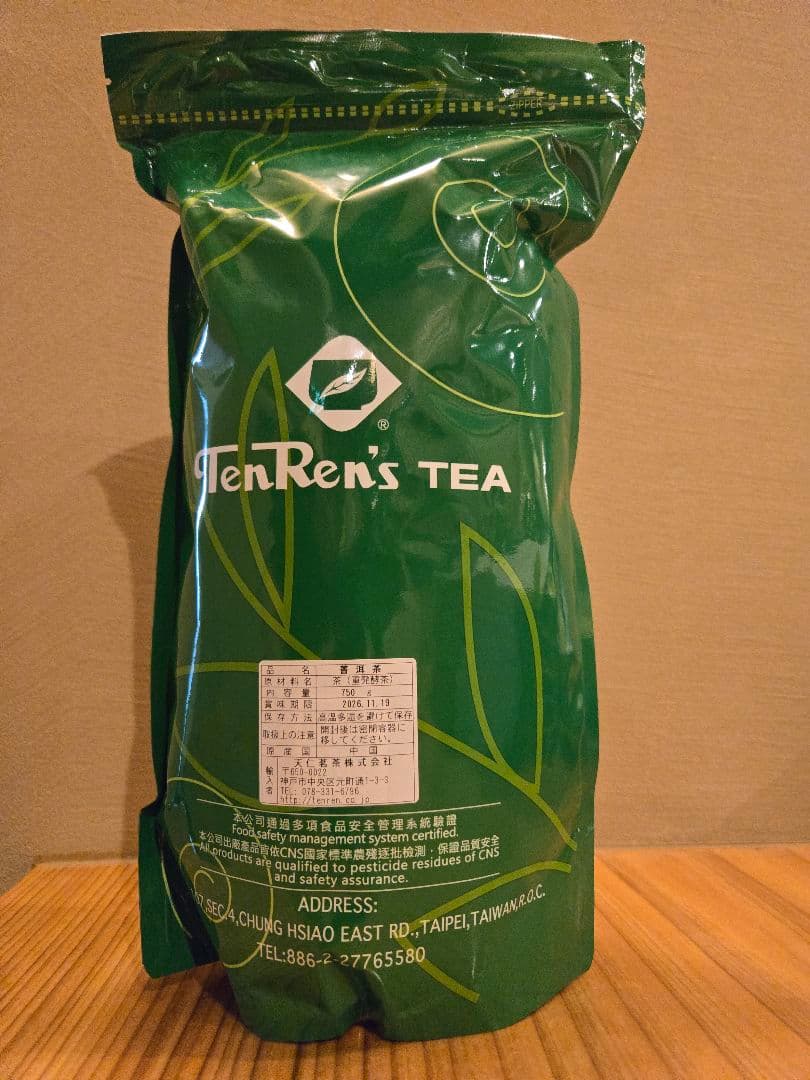 ZIPPER
®
TenRen's TEA
品名 普洱茶
原材料名 茶（重発酵茶）
内容量 750 g
賞味期限 2026.11.19
保存方法 高温多湿を避けて保存
取扱上の注意 開封後は密閉容器に移してください。
原産国 中国
輸入者 天仁茗茶株式会社
〒650-0022
神戸市中央区元町通1-3-3
TEL: 078-331-6796
http://tenren.co.jp
本公司通過多項食品安全管理系統驗證
Food safety management system certified.
本公司出廠產品皆依CNS國家標準農殘逐批檢測，保證品質安全
All products are qualified to pesticide residues of CNS
and safety assurance.
ADDRESS:
SEC.4,CHUNG HSIAO EAST RD.,TAIPEI,TAIWAN,R.O.C.
TEL:886-2-27765580